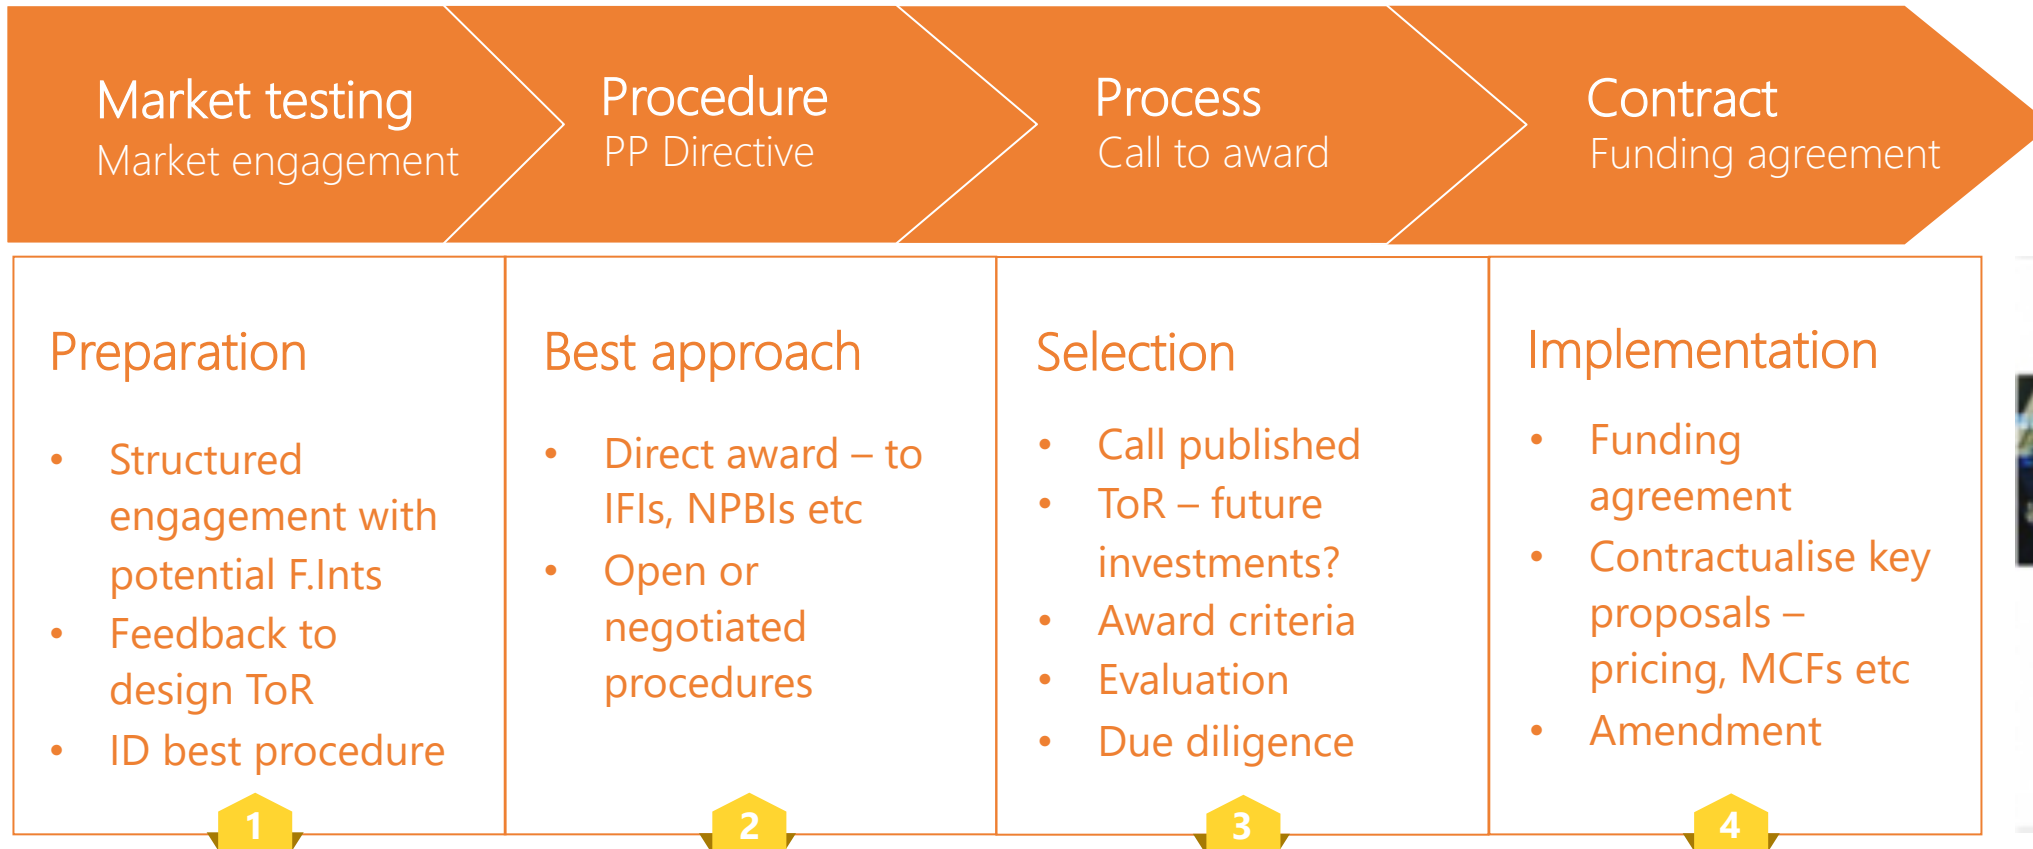 Market testing
Market engagement
Procedure
PP Directive
Process
Call to award
Contract
Funding agreement
Preparation
• Structured
engagement with
potential F.Ints
• Feedback to
design ToR
• ID best procedure
1
Best approach
• Direct award – to
IFIs, NPBIs etc
• Open or
negotiated
procedures
2
Selection
• Call published
• ToR – future
investments?
• Award criteria
• Evaluation
• Due diligence
3
Implementation
• Funding
agreement
• Contractualise key
proposals –
pricing, MCFs etc
• Amendment
4